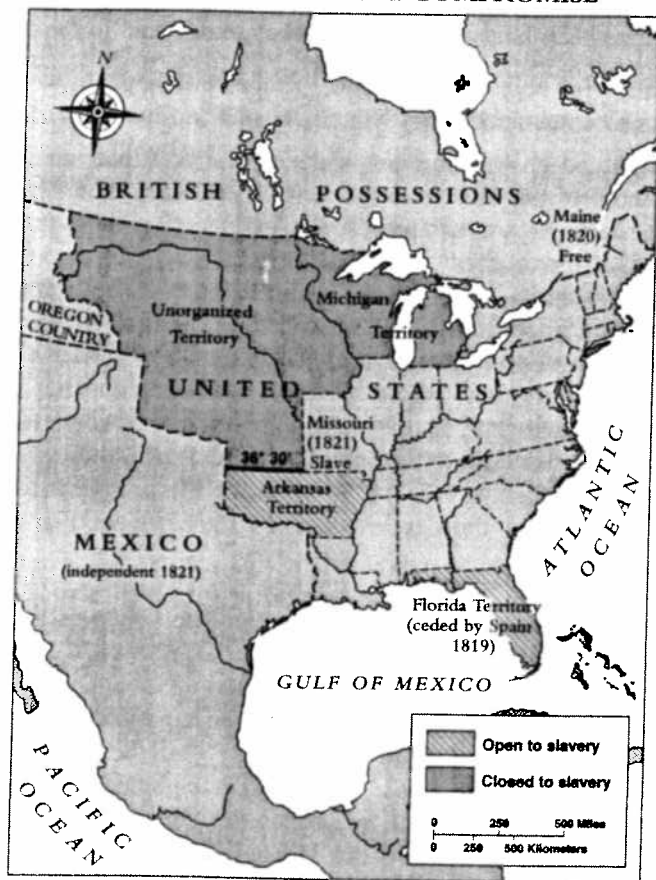 N
BRITISH POSSESSIONS
Maine
(1820)
Free
OREGON
COUNTRY
Unorganized
Territory
Michigan
Territory
UNITED STATES
Missouri
(1821)
Slave
36° 30'
Arkansas
Territory
MEXICO
(independent 1821)
ATLANTIC
OCEAN
Florida Territory
(ceded by Spain
1819)
GULF OF MEXICO
PACIFIC
OCEAN
Open to slavery
Closed to slavery
0 250 500 Miles
0 250 500 Kilometers